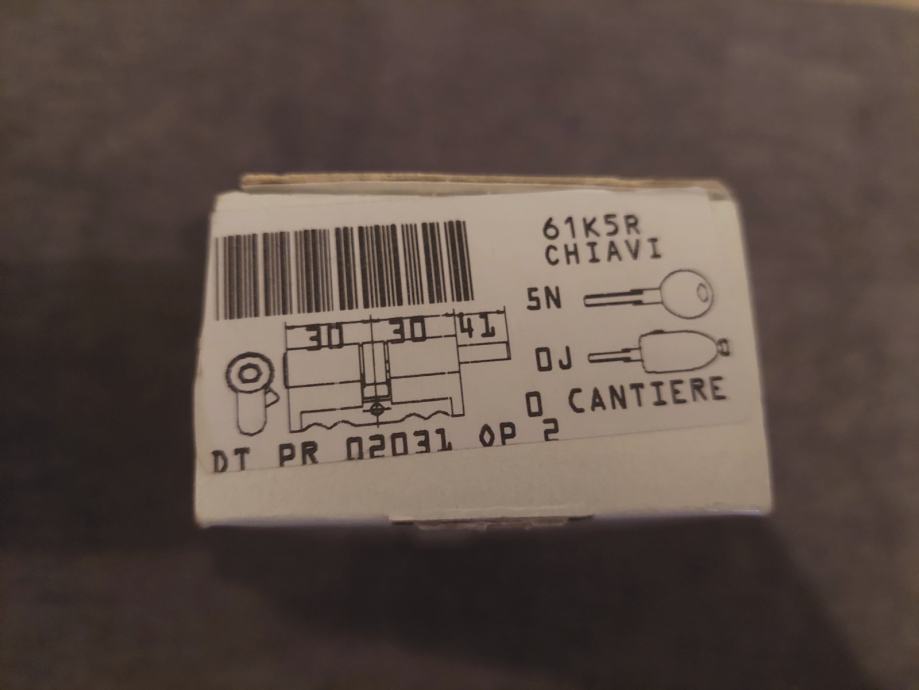 61K5R
CHIAVI
5N
0J
0 CANTIERE
30 30 41
DT PR 02031 OP 2